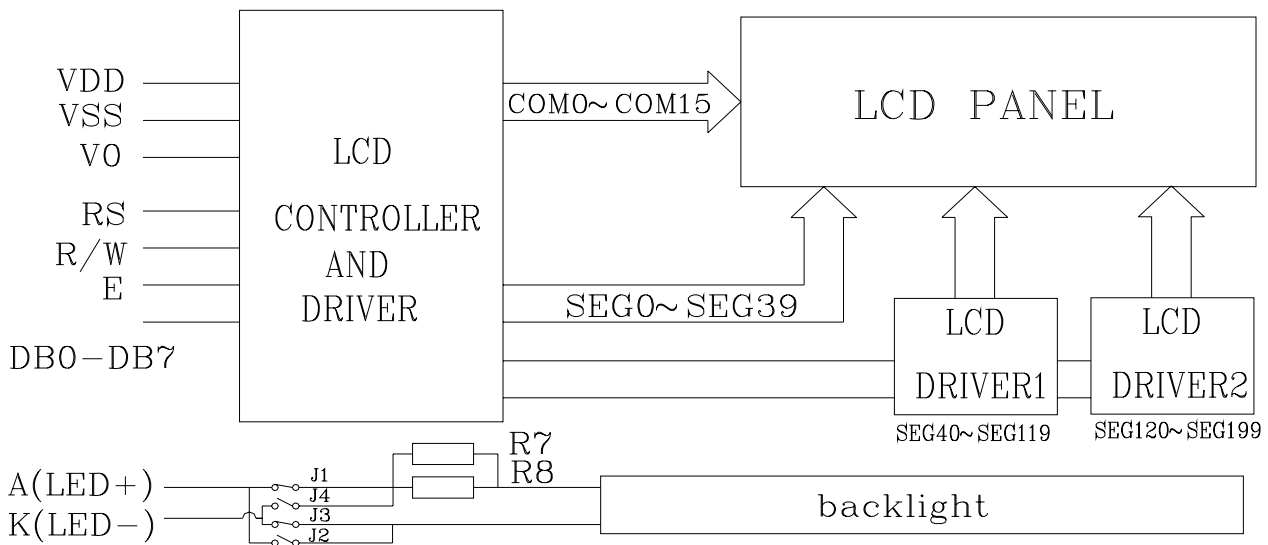 VDD
VSS
V0
RS
R/W
E
DB0-DB7
LCD
CONTROLLER
AND
DRIVER
COM0~COM15
LCD PANEL
SEG0~SEG39
LCD
DRIVER1
SEG40~SEG119
LCD
DRIVER2
SEG120~SEG199
R7
R8
A(LED+)
K(LED-)
J1
J4
J3
J2
backlight